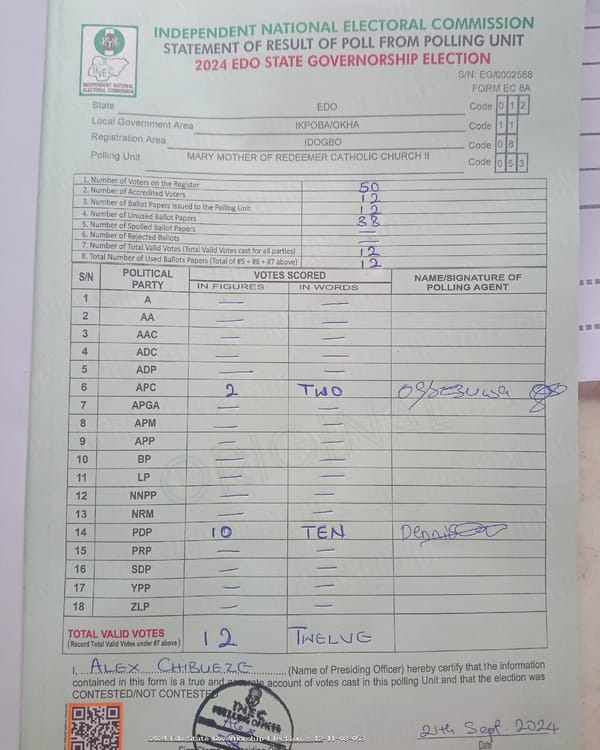 INDEPENDENT NATIONAL ELECTORAL COMMISSION
STATEMENT OF RESULT OF POLL FROM POLLING UNIT
2024 EDO STATE GOVERNORSHIP ELECTION
INEC
INDEPENDENT NATIONAL ELECTORAL COMMISSION
S/N: EG/0002568
FORM EC 8A
State EDO Code 0 1 2
Local Government Area IKPOBA/OKHA Code 1 1
Registration Area IDOGBO Code 0 8
Polling Unit MARY MOTHER OF REDEEMER CATHOLIC CHURCH II Code 0 5 3
1. Number of Voters on the Register 50
2. Number of Accredited Voters 12
3. Number of Ballot Papers Issued to the Polling Unit
4. Number of Unused Ballot Papers 38
5. Number of Spoiled Ballot Papers —
6. Number of Rejected Ballots —
7. Number of Total Valid Votes (Total Valid Votes cast for all parties) 12
8. Total Number of Used Ballots Papers (Total of #5 + #6 + #7 above) 12
S/N POLITICAL PARTY VOTES SCORED NAME/SIGNATURE OF POLLING AGENT
IN FIGURES IN WORDS
1 A — —
2 AA — —
3 AAC — —
4 ADC — —
5 ADP — —
6 APC 2 TWO
7 APGA — —
8 APM — —
9 APP — —
10 BP — —
11 LP — —
12 NNPP — —
13 NRM — —
14 PDP 10 TEN Dennis
15 PRP — —
16 SDP — —
17 YPP — —
18 ZLP — —
ORIGINAL
TOTAL VALID VOTES 12 TWELVE
(Record Total Valid Votes under #7 above)
I, ALEX CHIBUEZE (Name of Presiding Officer) hereby certify that the information
contained in this form is a true and accurate account of votes cast in this polling Unit and that the election was
CONTESTED/NOT CONTESTED
INEC
24th Sept. 2024
Date
2024 Edo State Governorship Election - 12-11-08-053